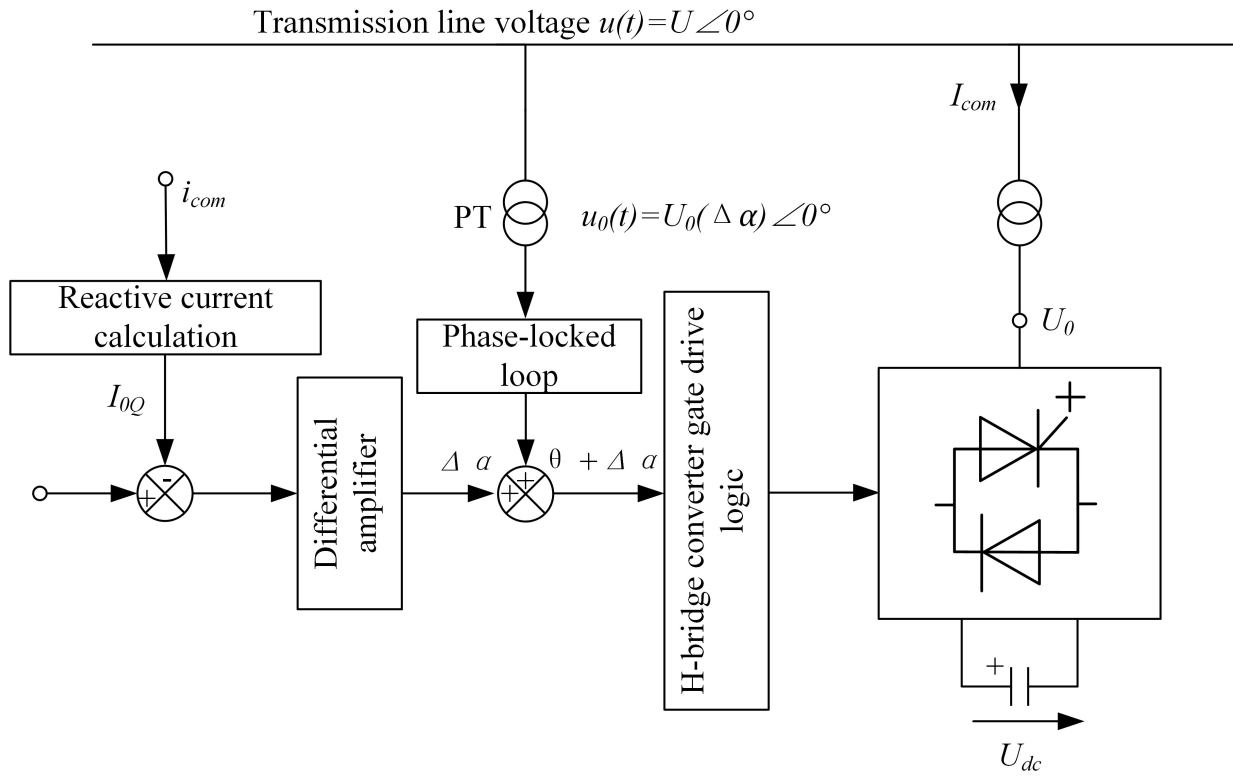 Transmission line voltage u(t)=U∠0°
I_com
i_com
PT
u_0(t)=U_0(Δα)∠0°
Reactive current
calculation
Phase-locked
loop
U_0
I_0Q
Differential
amplifier
Δ α
θ + Δ α
H-bridge converter gate drive
logic
+
-
+
+
+
U_dc